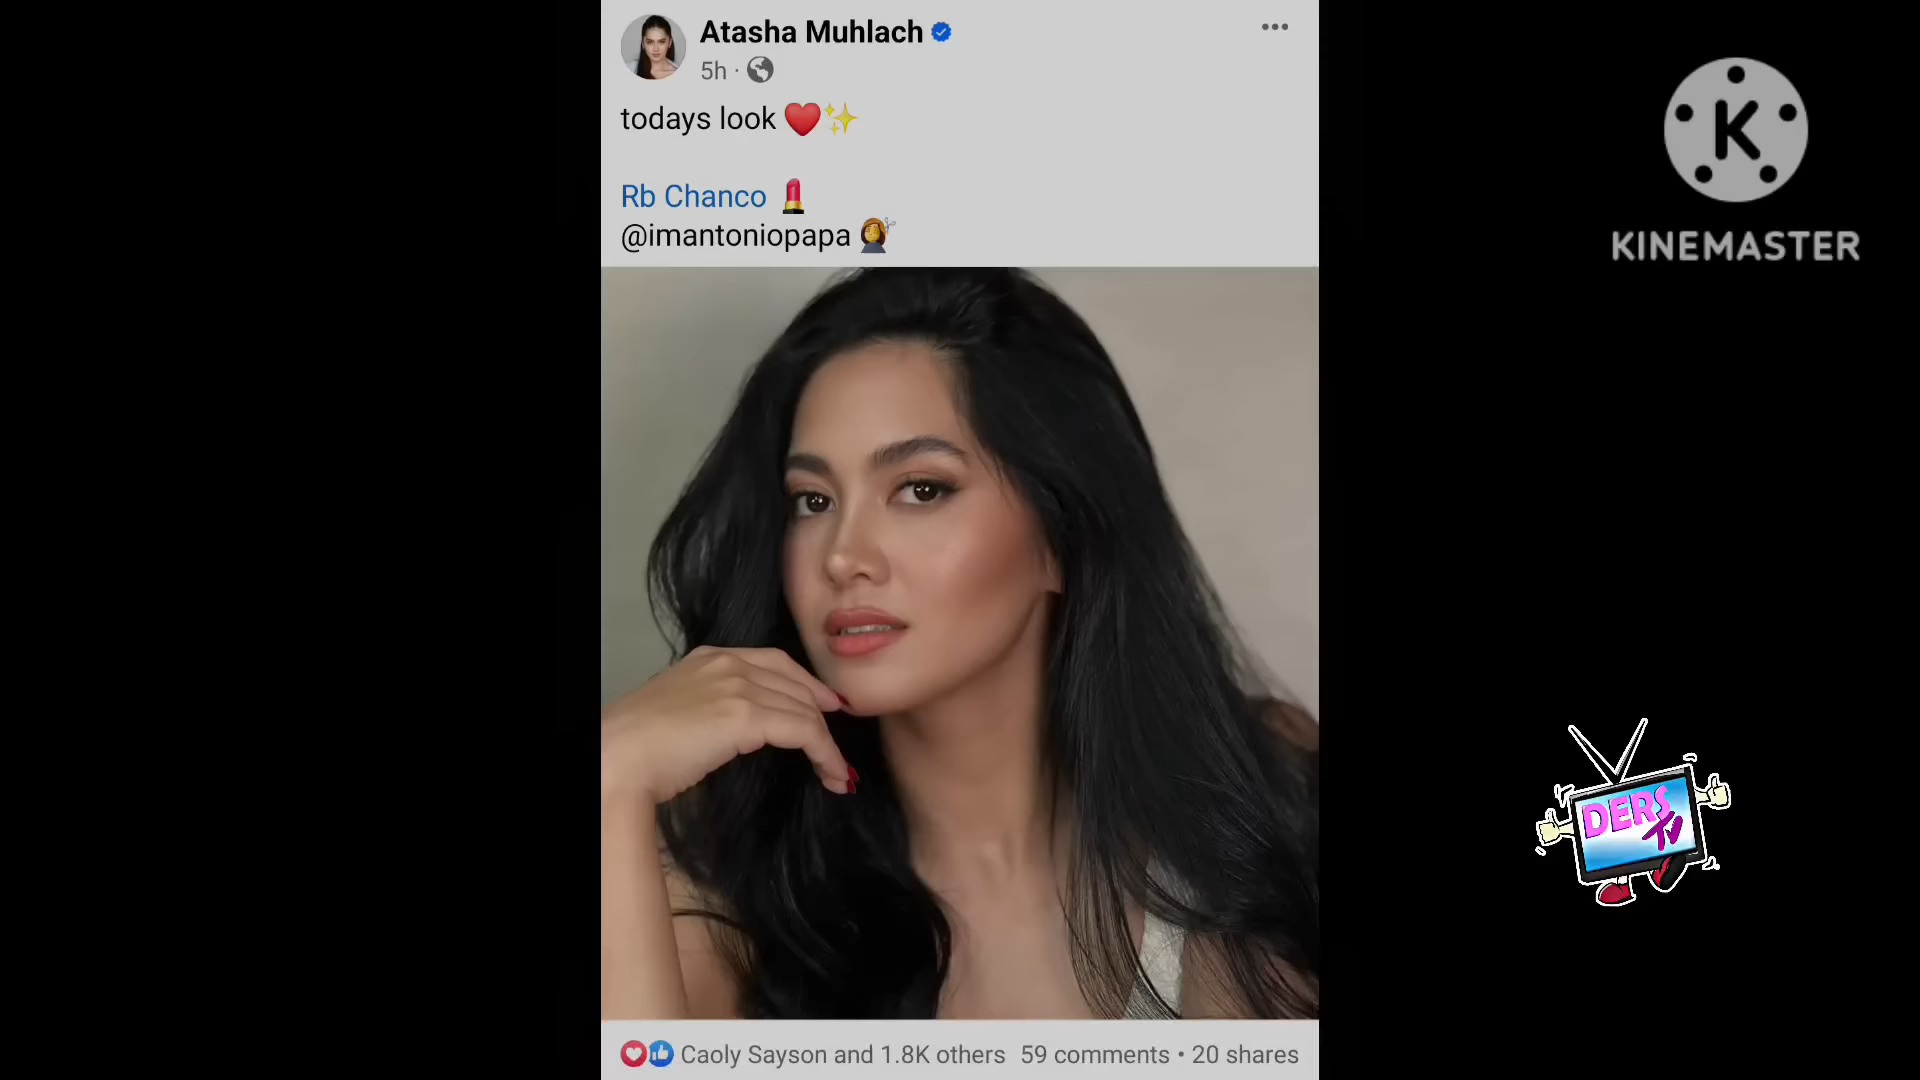 Atasha Muhlach
5h ·
todays look ❤️✨
Rb Chanco 💄
@imantoniopapa 💇‍♀️
Caoly Sayson and 1.8K others 59 comments • 20 shares
K
KINEMASTER
DERS
TV